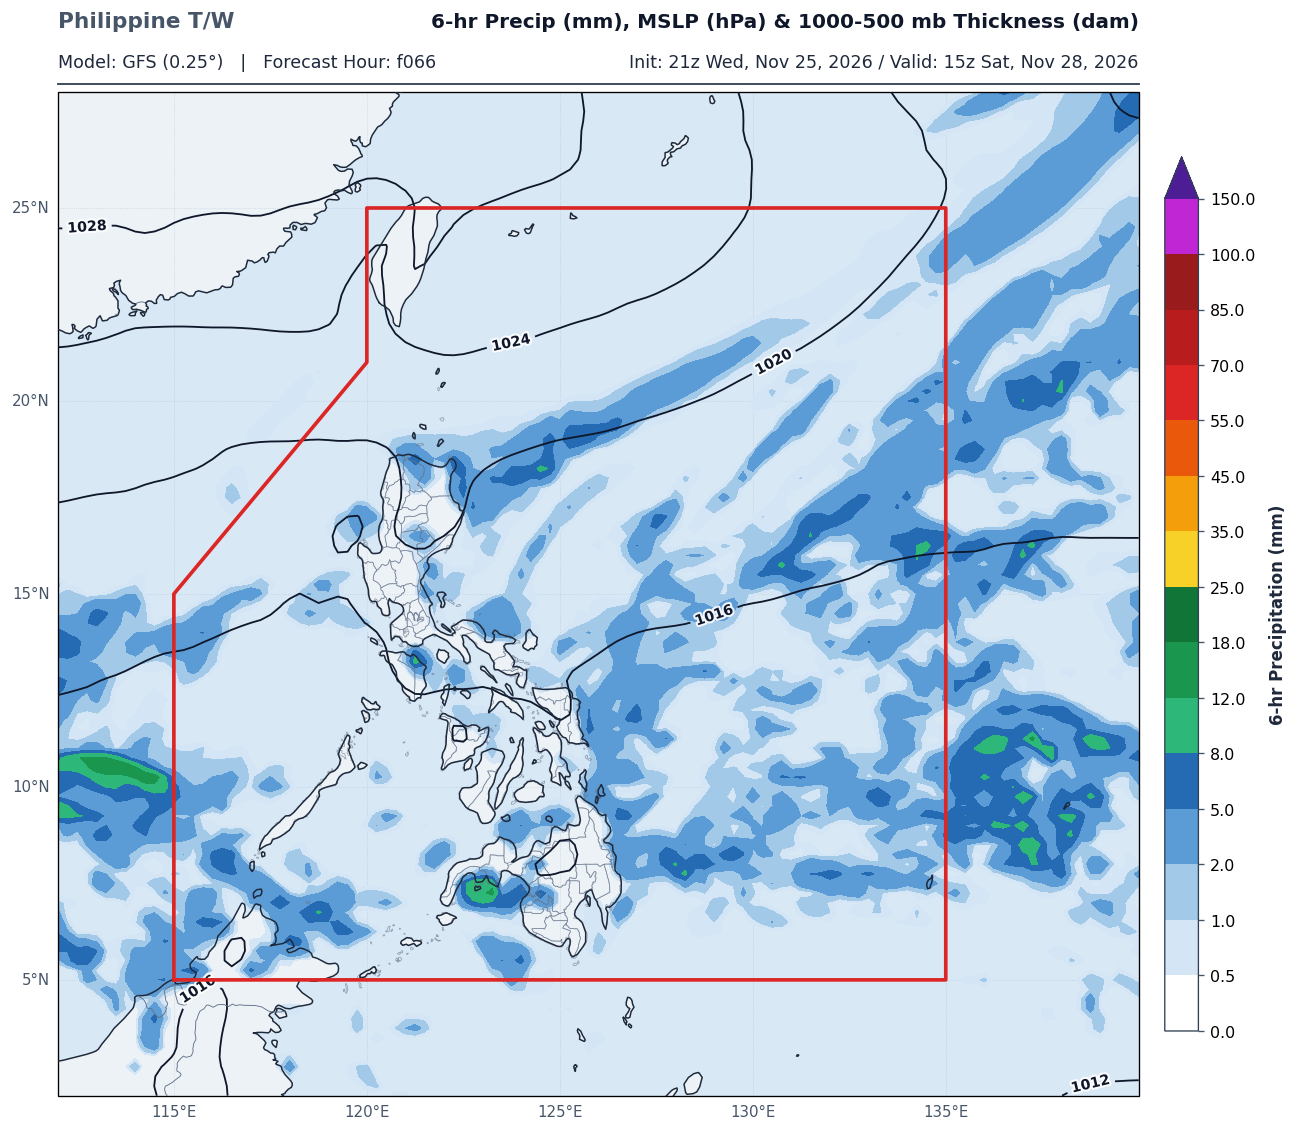 Philippine T/W
6-hr Precip (mm), MSLP (hPa) & 1000-500 mb Thickness (dam)
Model: GFS (0.25°) | Forecast Hour: f066
Init: 21z Wed, Nov 25, 2026 / Valid: 15z Sat, Nov 28, 2026
25°N
20°N
15°N
10°N
5°N
115°E
120°E
125°E
130°E
135°E
1028
1024
1020
1016
1016
1012
150.0
100.0
85.0
70.0
55.0
45.0
35.0
25.0
18.0
12.0
8.0
5.0
2.0
1.0
0.5
0.0
6-hr Precipitation (mm)